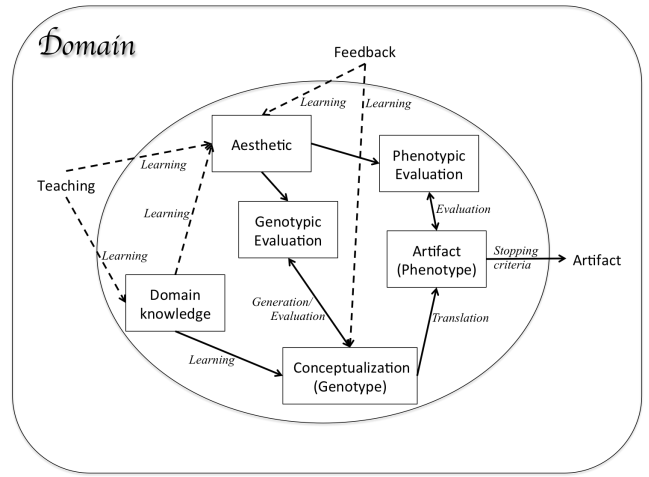 Domain
Feedback
Learning
Learning
Aesthetic
Phenotypic
Evaluation
Learning
Teaching
Evaluation
Learning
Genotypic
Evaluation
Artifact
(Phenotype)
Stopping
criteria
Artifact
Learning
Domain
knowledge
Generation/
Evaluation
Translation
Learning
Conceptualization
(Genotype)